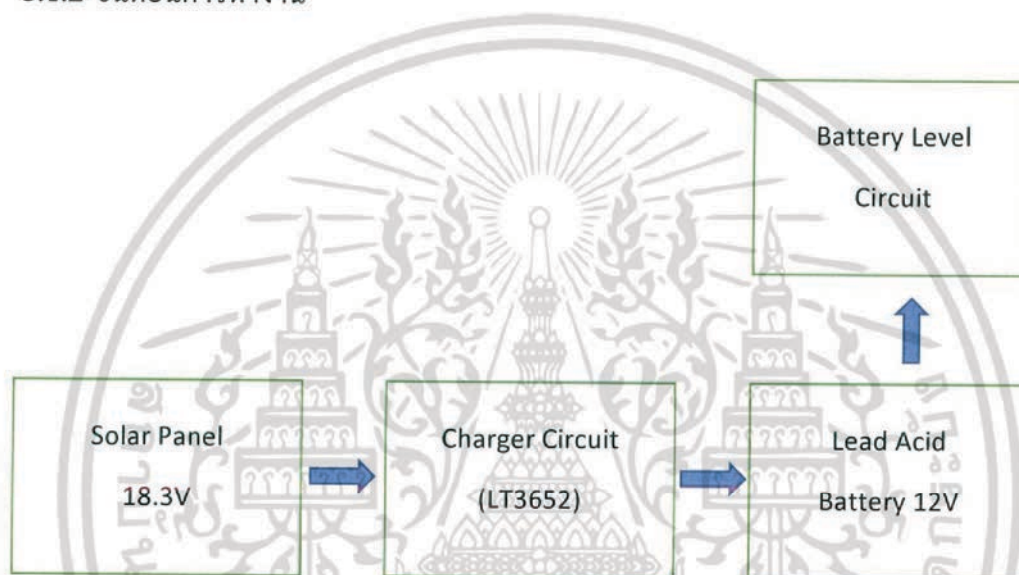 Battery Level
Circuit
Solar Panel
18.3V
Charger Circuit
(LT3652)
Lead Acid
Battery 12V